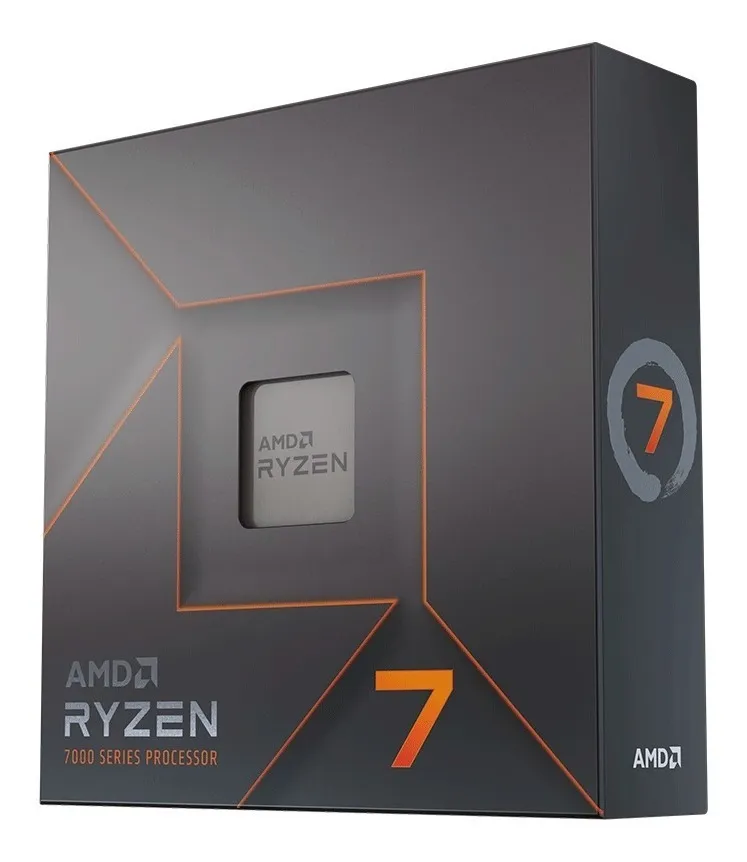 AMD
RYZEN
AMD
RYZEN
7000 SERIES PROCESSOR
7
7
AMD